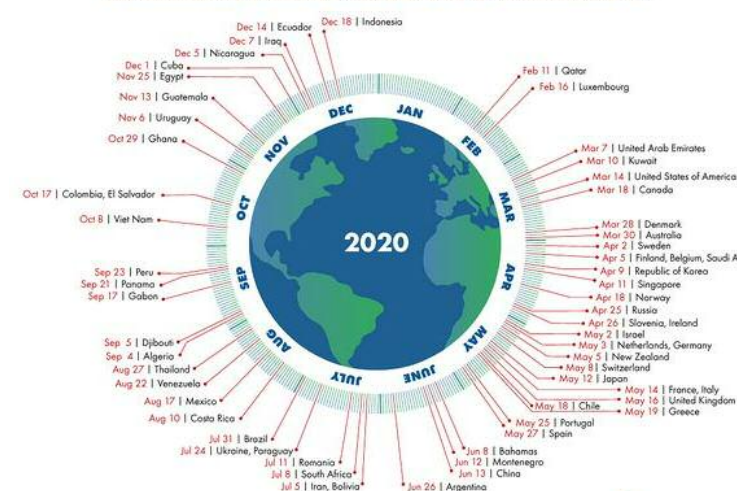 Dec 14 | Ecuador
Dec 18 | Indonesia
Dec 7 | Iraq
Dec 5 | Nicaragua
Dec 1 | Cuba
Nov 25 | Egypt
Nov 13 | Guatemala
Nov 6 | Uruguay
Oct 29 | Ghana
Oct 17 | Colombia, El Salvador
Oct 8 | Viet Nam
Sep 23 | Peru
Sep 21 | Panama
Sep 17 | Gabon
Sep 5 | Djibouti
Sep 4 | Algeria
Aug 27 | Thailand
Aug 22 | Venezuela
Aug 17 | Mexico
Aug 10 | Costa Rica
Jul 31 | Brazil
Jul 24 | Ukraine, Paraguay
Jul 11 | Romania
Jul 8 | South Africa
Jul 5 | Iran, Bolivia
DEC
JAN
FEB
MAR
APR
MAY
JUNE
JULY
AUG
SEP
OCT
NOV
2020
Feb 11 | Qatar
Feb 16 | Luxembourg
Mar 7 | United Arab Emirates
Mar 10 | Kuwait
Mar 14 | United States of America
Mar 18 | Canada
Mar 28 | Denmark
Mar 30 | Australia
Apr 2 | Sweden
Apr 5 | Finland, Belgium, Saudi A
Apr 9 | Republic of Korea
Apr 11 | Singapore
Apr 18 | Norway
Apr 25 | Russia
Apr 26 | Slovenia, Ireland
May 2 | Israel
May 3 | Netherlands, Germany
May 5 | New Zealand
May 8 | Switzerland
May 12 | Japan
May 14 | France, Italy
May 16 | United Kingdom
May 18 | Chile
May 19 | Greece
May 25 | Portugal
May 27 | Spain
Jun 8 | Bahamas
Jun 12 | Montenegro
Jun 13 | China
Jun 26 | Argentina